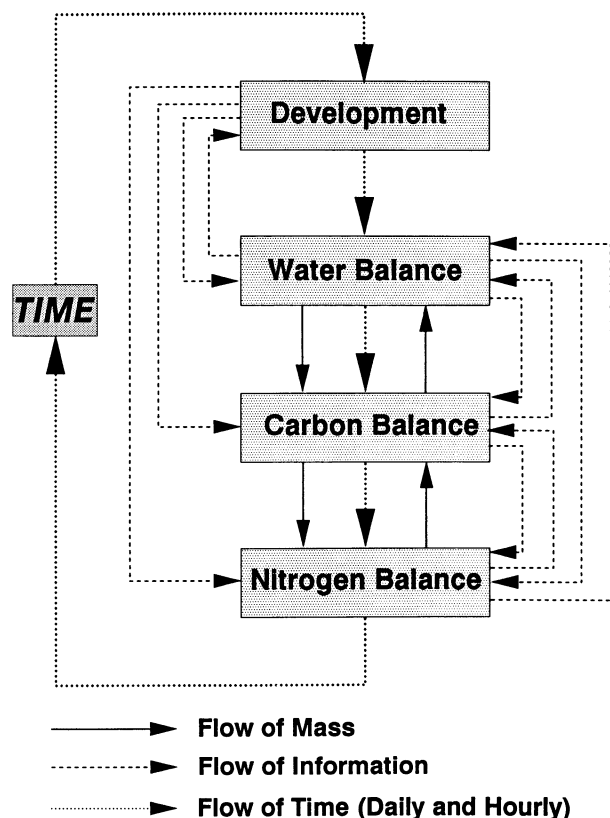 Development
Water Balance
TIME
Carbon Balance
Nitrogen Balance
Flow of Mass
Flow of Information
Flow of Time (Daily and Hourly)